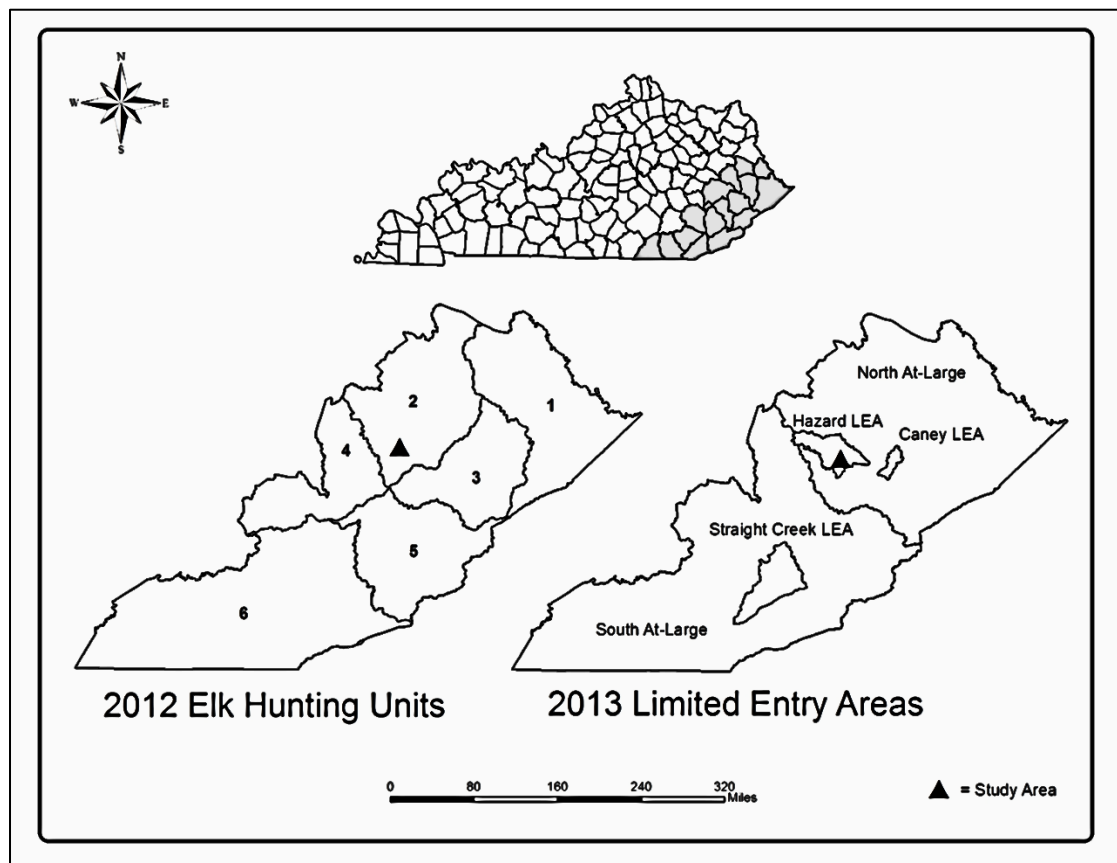 N
W E
S
2
1
4
3
5
6
North At-Large
Hazard LEA
Caney LEA
Straight Creek LEA
South At-Large
2012 Elk Hunting Units
2013 Limited Entry Areas
0 80 160 240 320
Miles
= Study Area